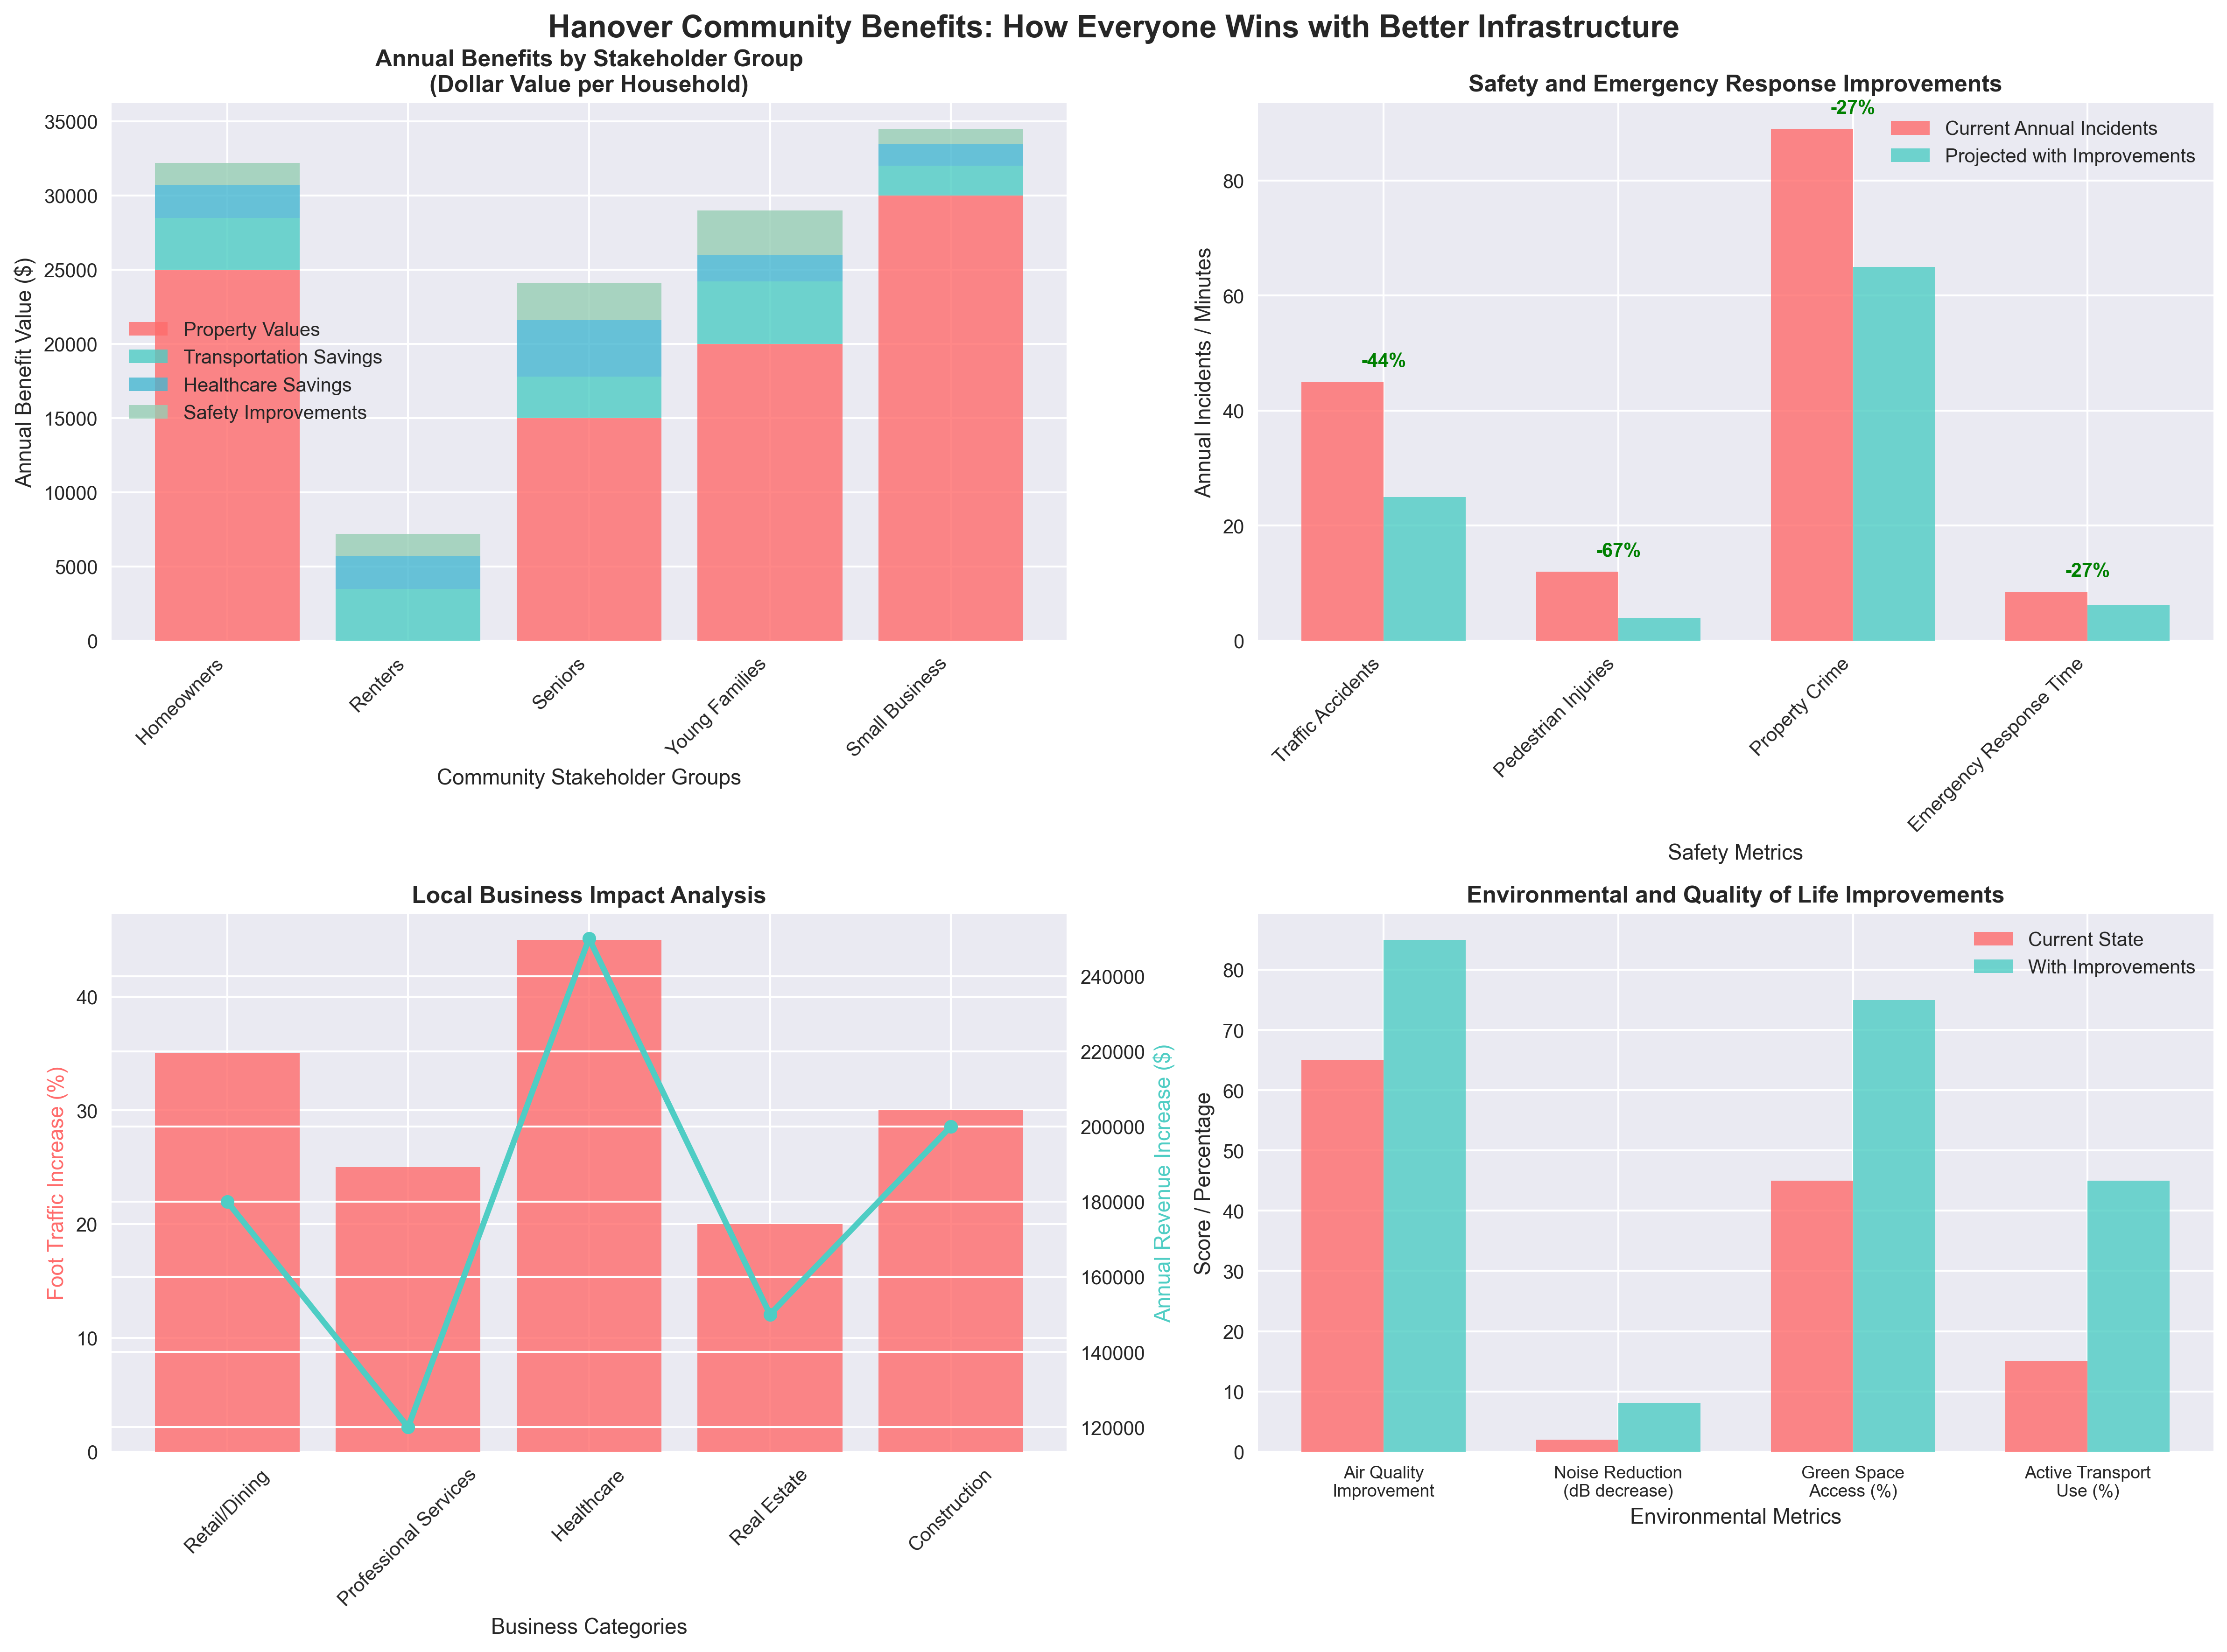 Hanover Community Benefits: How Everyone Wins with Better Infrastructure
Annual Benefits by Stakeholder Group
(Dollar Value per Household)
Annual Benefit Value ($)
35000
30000
25000
20000
15000
10000
5000
0
Property Values
Transportation Savings
Healthcare Savings
Safety Improvements
Homeowners
Renters
Seniors
Young Families
Small Business
Community Stakeholder Groups
Safety and Emergency Response Improvements
Annual Incidents / Minutes
80
60
40
20
0
-44%
-67%
-27%
-27%
Current Annual Incidents
Projected with Improvements
Traffic Accidents
Pedestrian Injuries
Property Crime
Emergency Response Time
Safety Metrics
Local Business Impact Analysis
Foot Traffic Increase (%)
40
30
20
10
0
240000
220000
200000
180000
160000
140000
120000
Annual Revenue Increase ($)
Retail/Dining
Professional Services
Healthcare
Real Estate
Construction
Business Categories
Environmental and Quality of Life Improvements
Score / Percentage
80
70
60
50
40
30
20
10
0
Current State
With Improvements
Air Quality
Improvement
Noise Reduction
(dB decrease)
Green Space
Access (%)
Active Transport
Use (%)
Environmental Metrics